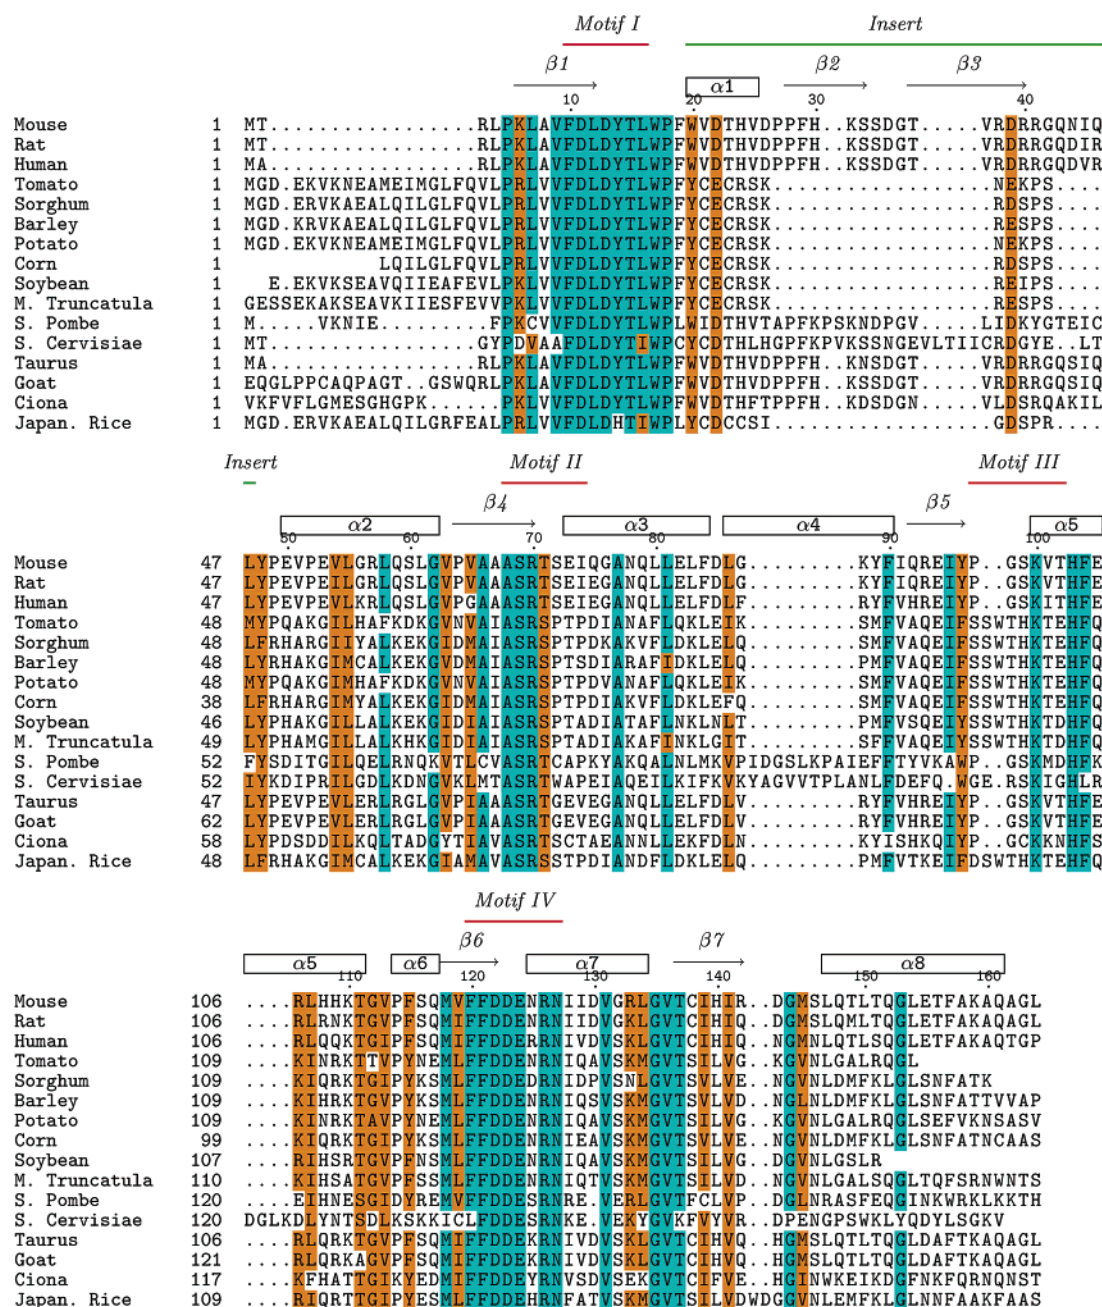 Motif I Insert
β1 β2 β3
α1
10 20 30 40
Mouse 1 MT...................RLPKLAVFDLDYTLWPFWVDTHVDPPFH..KSSDGT.....VRDRRGQNIQ
Rat 1 MT...................RLPKLAVFDLDYTLWPFWVDTHVDPPFH..KSSDGT.....VRDRRGQDIR
Human 1 MA...................RLPKLAVFDLDYTLWPFWVDTHVDPPFH..KSSDGT.....VRDRRGQDVR
Tomato 1 MGD.EKVKNEAMEIMGLFQVLPRLVVFDLDYTLWPFYCECRSK..................NEKPS....
Sorghum 1 MGD.ERVKAEALQILGLFQVLPRLVVFDLDYTLWPFYCECRSK..................RDSPS....
Barley 1 MGD.KRVKAEALQILGLFQVLPRLVVFDLDYTLWPFYCECRSK..................RESPS....
Potato 1 MGD.EKVKNEAMEIMGLFQVLPRLVVFDLDYTLWPFYCECRSK..................NEKPS....
Corn 1 LQILGLFQVLPRLVVFDLDYTLWPFYCECRSK..................RDSPS....
Soybean 1 E.EKVKSEAVQIIEAFEVLPKLVVFDLDYTLWPFYCECRSK..................REIPS....
M. Truncatula 1 GESSEKAKSEAVKIIESFEVVPKLVVFDLDYTLWPFYCECRSK..................RESPS....
S. Pombe 1 M.....VKNIE.........FPKCVVFDLDYTLWPLWIDTHVTAPFKPSKNDPGV.....LIDKYGTEIC
S. Cervisiae 1 MT...................GYPDVAAFDLDYTIWPCYCDTHLHGPFKPVKSSNGEVLTIICRDGYE..LT
Taurus 1 MA...................RLPKLAVFDLDYTLWPFWVDTHVDPPFH..KSSDGT.....VRDRRGQSIQ
Goat 1 EQGLPPCAQPAGT..GSWQRLPKLAVFDLDYTLWPFWVDTHVDPPFH..KSSDGT.....VRDRRGQSIQ
Ciona 1 VKFVFLGMESGHGPK......PKLVVFDLDYTLWPFWVDTHFTPPFH..KDSDGN.....VLDSRQAKIL
Japan. Rice 1 MGD.ERVKAEALQILGRFEALPRLVVFDLDHTIWPLYCDCCSI..................GDSPR....
Insert Motif II Motif III
β4 β5
α2 α3 α4 α5
50 60 70 80 90 100
Mouse 47 LYPEVPEVLGRLQSLGVPVAAASRTSEIQGANQLLELFDLG.........KYFIQREIYP..GSKVTHFE
Rat 47 LYPEVPEVLGRLQSLGVPVAAASRTSEIQGANQLLELFDLG.........KYFIQREIYP..GSKVTHFE
Human 47 LYPEVPEVLKRLQSLGVPGAAASRTSEIEGANQLLELFDLF.........RYFVHREIYP..GSKITHFE
Tomato 48 MYPQAKGILHAFKDKGVNVAIASRTPTPDIANAFLQKLEIK.........SMFVAQEIFSSWTHKTEHFQ
Sorghum 48 LFRHARGIIYALKEKGIDMAIASRSPTPDKAKVFLDKLELQ.........SMFVAQEIFSSWTHKTEHFQ
Barley 48 LYRHAKGIMCALKEKGVDMAIASRSPTSDIARAFIDKLELQ.........PMFVAQEIFSSWTHKTEHFQ
Potato 48 MYPQAKGIMHAFKDKGVNVAIASRSPTPDVANAFLQKLEIK.........SMFVAQEIFSSWTHKTEHFQ
Corn 38 LFRHARGIMYALKEKGIDMAIASRSPTPDIAKVFLDKLEFQ.........SMFVAQEIFSSWTHKTEHFQ
Soybean 46 LYPHAKGILLALKEKGIDIAIASRSPTADIATAFLNKLNLT.........PMFVSQEIYSSWTHKTDHFQ
M. Truncatula 49 LYPHAMGILLALKHKGIDIAIASRSPTADIAKAFINKLGIT.........SFFVAQEIYSSWTHKTDHFQ
S. Pombe 52 FYSDITGILQELRNQKVTLCVASRTCAPKYAKQALNLMKVPIDGSLKPAIEFFTYVKAWP..GSKMDHFK
S. Cervisiae 52 IYKDIPRILGDLKDNGVKLMTASRTWAPEIAQEILKIFKVKYAGVVTPLANLFDEFQ.WGE.RSKIGHLR
Taurus 47 LYPEVPEVLERLRGLGVPIAAASRTGEVEGANQLLELFDLV.........RYFVHREIYP..GSKVTHFE
Goat 62 LYPEVPEVLERLRGLGVPIAAASRTGEVEGANQLLELFDLV.........RYFVHREIYP..GSKVTHFE
Ciona 58 LYPDSDDILKQLTADGYTIAVASRTSCTAEANNLLEKFDLN.........KYISHKQIYP..GCKKNHFS
Japan. Rice 48 LFRHAKGIMCALKEKGIAMAVASRSSTPDIANDFLDKLELQ.........PMFVTKEIFDSWTHKTEHFQ
Motif IV
β6 β7
α5 α6 α7 α8
110 120 130 140 150 160
Mouse 106 ....RLHHKTGVPFSQMVFFDDENRNIIDVGRLGVTCIHIR..DGMSLQTLTQGLETFAKAQAGL
Rat 106 ....RLRNKTGVPFSQMIFFDDENRNIIDVGKLGVTCIHIQ..DGMSLQMLTQGLETFAKAQAGL
Human 106 ....RLQQKTGIPFSQMIFFDDERRNIVDVSKLGVTCIHIQ..NGMSLQTLSQGLETFAKAQTGP
Tomato 109 ....KINRKTTVPYNEMLFFDDENRNIQAVSKMGVTSILVG..KGVNLGALRQGL
Sorghum 109 ....KIQRKTGIPYKSMLFFDDEDRNIDPVSNLGVTSVLVE..NGVNLDMFKLGLSNFATK
Barley 109 ....KIHRKTGVPYKSMLFFDDENRNIQSVSKMGVTSILVD..NGLNLDMFKLGLSNFATTVVAP
Potato 109 ....KINRKTAVPYNEMLFFDDENRNIQAVSKMGVTSILVG..KGVNLGALRQGLSEFVKNSASV
Corn 99 ....KIQRKTGIPYKSMLFFDDENRNIEAVSKMGVTSILVE..NGVNLDMFKLGLSNFATNCAAS
Soybean 107 ....RIHSRTGVPFNSMLFFDDENRNIQAVSKMGVTSILVG..DGVNLGSLR
M. Truncatula 110 ....KIHSATGVPFSSMLFFDDENRNIQAVSKMGVTSILVG..DGVNLGALSQGLTQFSRNWNTS
S. Pombe 120 ....EIHNESGIDYREMVFFDDESRNRE.VERLGVTFCLVP..DGLNRASFEQGINKWRKLKKTH
S. Cervisiae 120 DGLKDLYNTSDLKSKKICLFDDESRNKE.VEKYGVKFVYVR..DPENGPSWKLYQDYLSGKV
Taurus 106 ....RLQRKTGVPFSQMIFFDDEKRNIVDVSKLGVTCIHVQ..HGMSLQTLTQGLDAFTKAQAGL
Goat 121 ....RLQRKAGVPFSQMIFFDDEKRNIVDVSKLGVTCIHVQ..HGMSLQTLTQGLDAFTKAQAGL
Ciona 117 ....KFHATTGIKYEDMIFFDDEYRNVSDVSEKGVTCIFVE..HGINWKEIKDGFNKFQRNQNST
Japan. Rice 109 ....RIQRTTGIPYESMLFFDDEHRNFATVSKMGVTSILVDWDGGVNLEMFKLGLNNFAAKFAAS